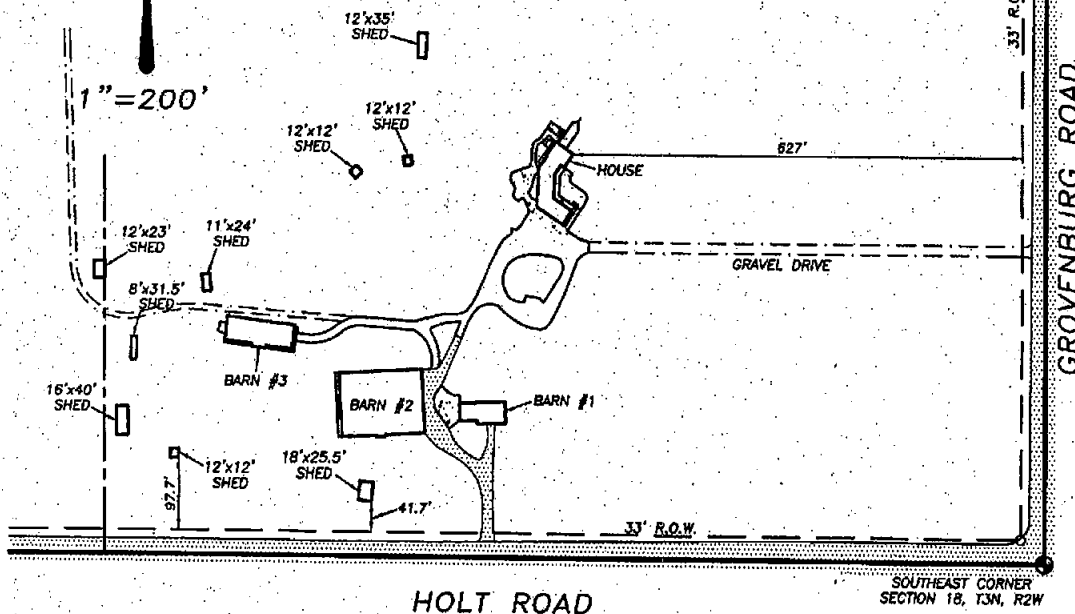 12'x35'
SHED
33' R.O.
1"=200'
12'x12'
SHED
12'x12'
SHED
627'
HOUSE
GROVENBURG ROAD
12'x23'
SHED
11'x24'
SHED
GRAVEL DRIVE
8'x31.5'
SHED
BARN #3
16'x40'
SHED
BARN #2
BARN #1
12'x12'
SHED
18'x25.5'
SHED
97.7'
41.7'
33' R.O.W.
SOUTHEAST CORNER
SECTION 18, T3N, R2W
HOLT ROAD